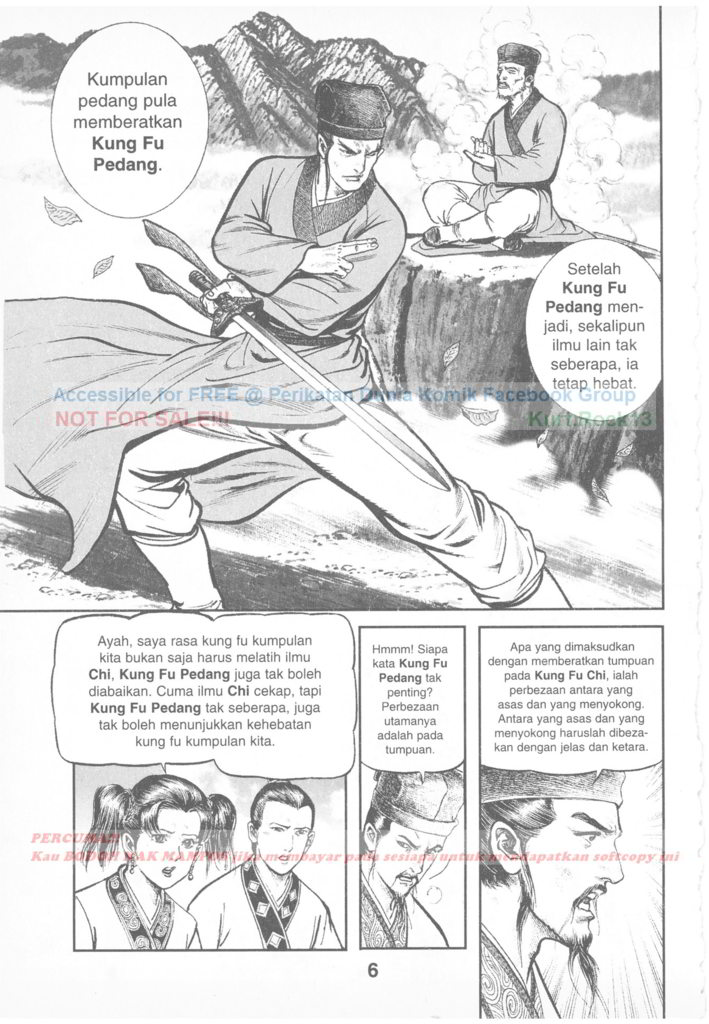 Kumpulan
pedang pula
memberatkan
Kung Fu
Pedang.
Setelah
Kung Fu
Pedang men-
jadi, sekalipun
ilmu lain tak
seberapa, ia
tetap hebat.
Accessible for FREE @ Perikatan Dunia Komik Facebook Group
NOT FOR SALE!!!
Kurt.Rock13
Ayah, saya rasa kung fu kumpulan
kita bukan saja harus melatih ilmu
Chi, Kung Fu Pedang juga tak boleh
diabaikan. Cuma ilmu Chi cekap, tapi
Kung Fu Pedang tak seberapa, juga
tak boleh menunjukkan kehebatan
kung fu kumpulan kita.
Hmmm! Siapa
kata Kung Fu
Pedang tak
penting?
Perbezaan
utamanya
adalah pada
tumpuan.
Apa yang dimaksudkan
dengan memberatkan tumpuan
pada Kung Fu Chi, ialah
perbezaan antara yang
asas dan yang menyokong.
Antara yang asas dan yang
menyokong haruslah dibeza-
kan dengan jelas dan ketara.
PERCUMA!!
Kau BODOH NAK MAMPUS jika membayar pada sesiapa untuk mendapatkan softcopy ini
6